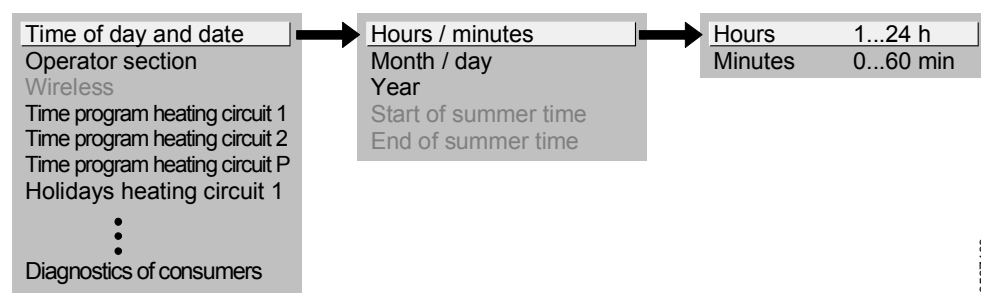 Time of day and date
Operator section
Wireless
Time program heating circuit 1
Time program heating circuit 2
Time program heating circuit P
Holidays heating circuit 1
Diagnostics of consumers
Hours / minutes
Month / day
Year
Start of summer time
End of summer time
Hours 1...24 h
Minutes 0...60 min